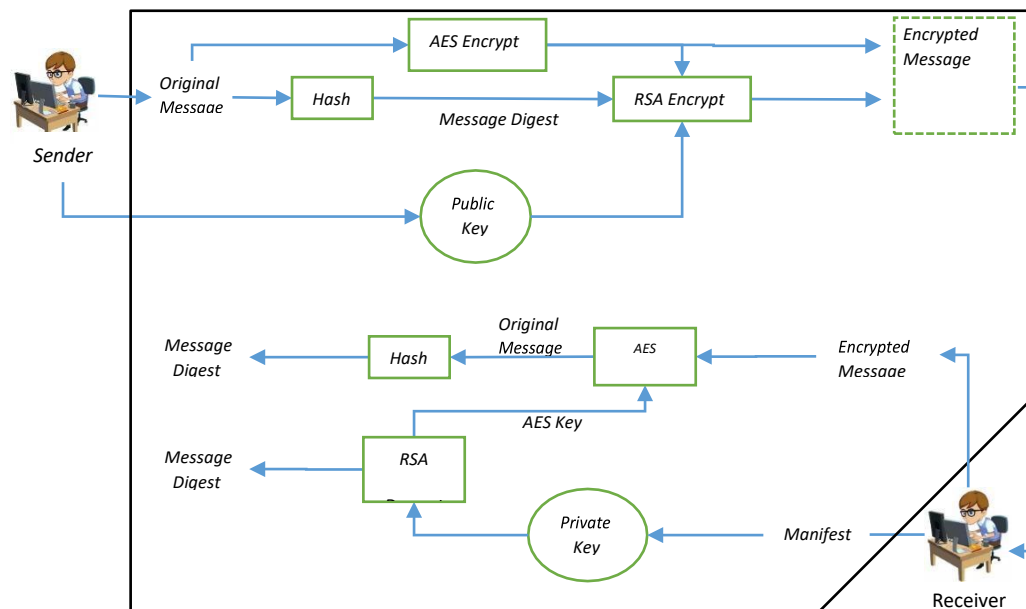 AES Encrypt
Encrypted
Message
Original
Message
Hash
RSA Encrypt
Message Digest
Sender
Public
Key
Original
Message
Message
Digest
Hash
AES
Encrypted
Message
AES Key
Message
Digest
RSA
Private
Key
Manifest
Receiver